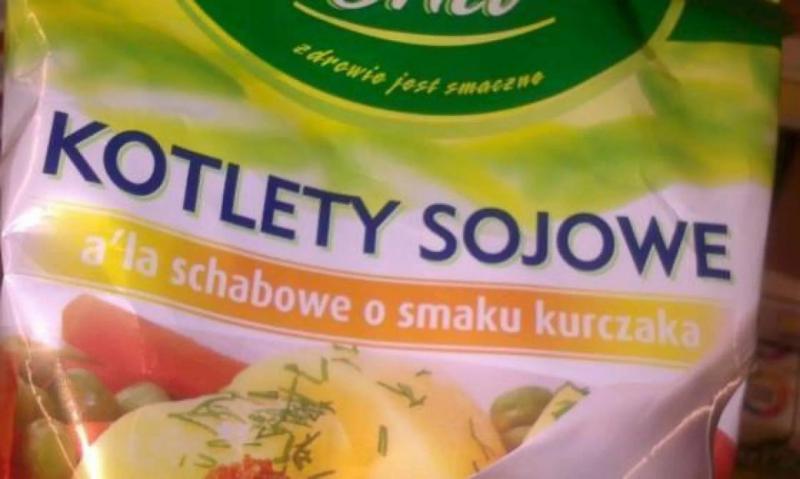 zdrowie jest smaczne
KOTLETY SOJOWE
a'la schabowe o smaku kurczaka